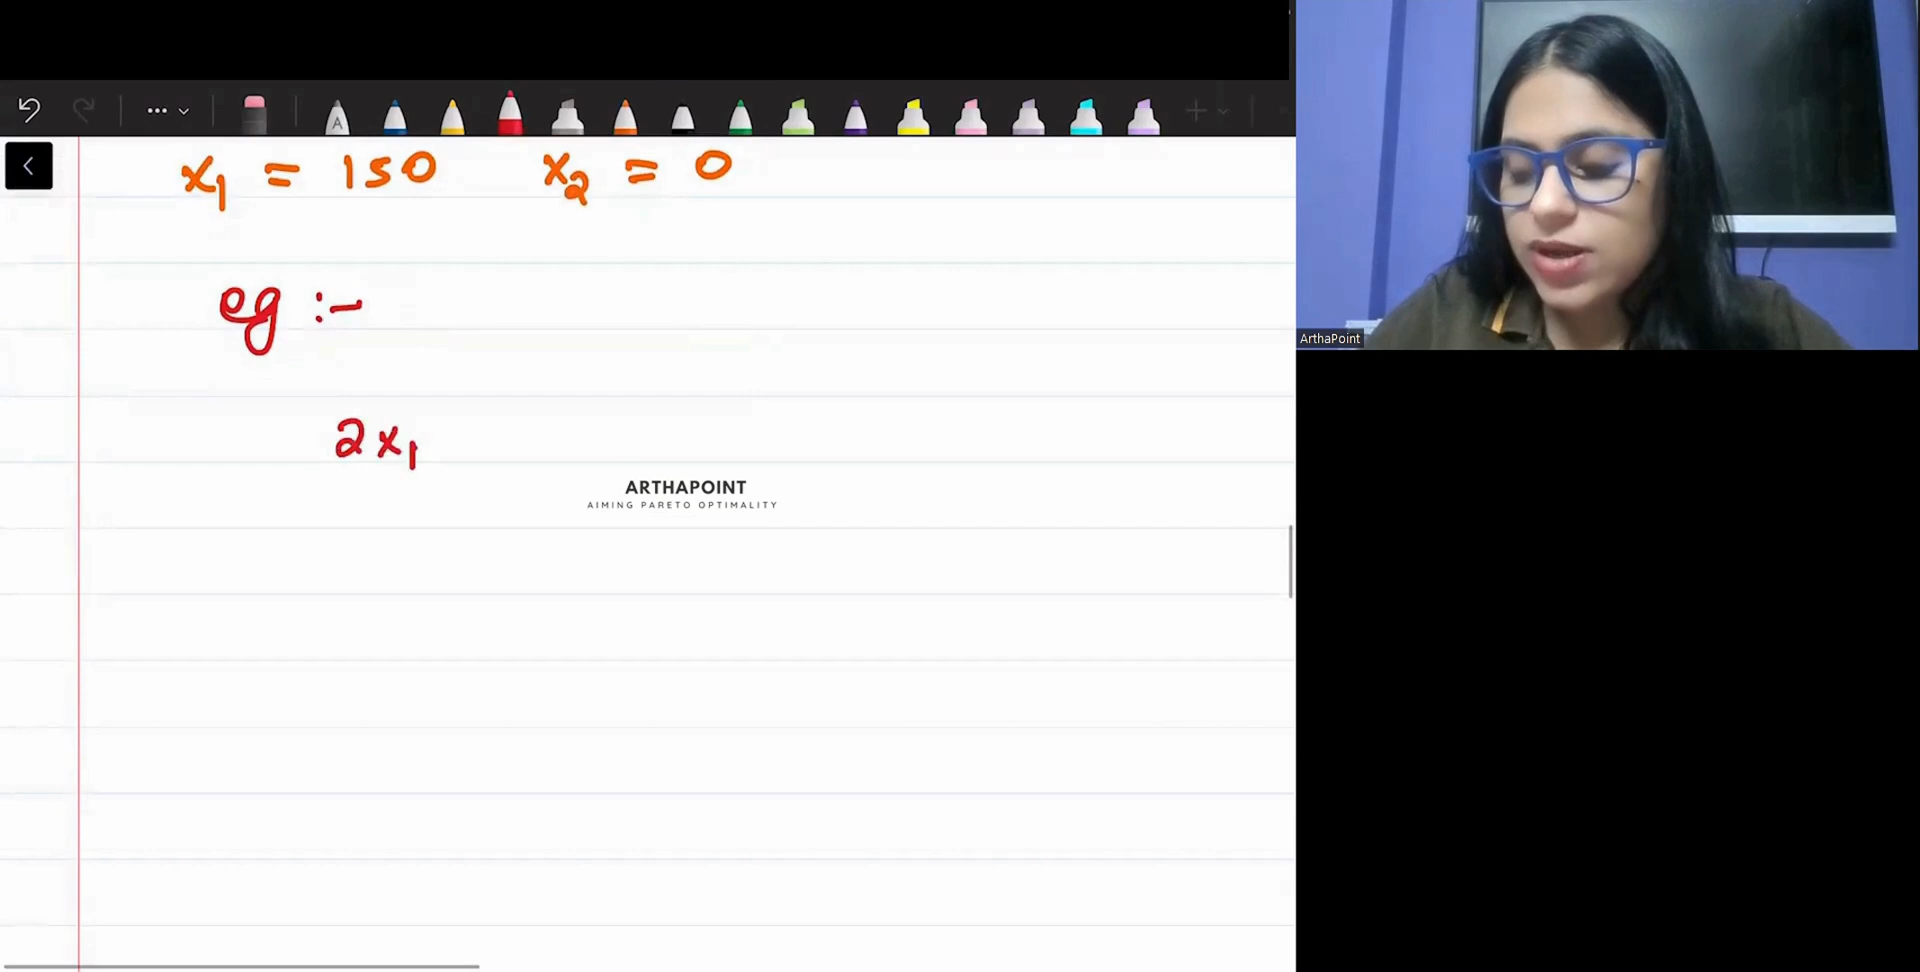 x₁ = 150 x₂ = 0
eg :-
2x₁
ARTHAPOINT
AIMING PARETO OPTIMALITY
A
ArthaPoint